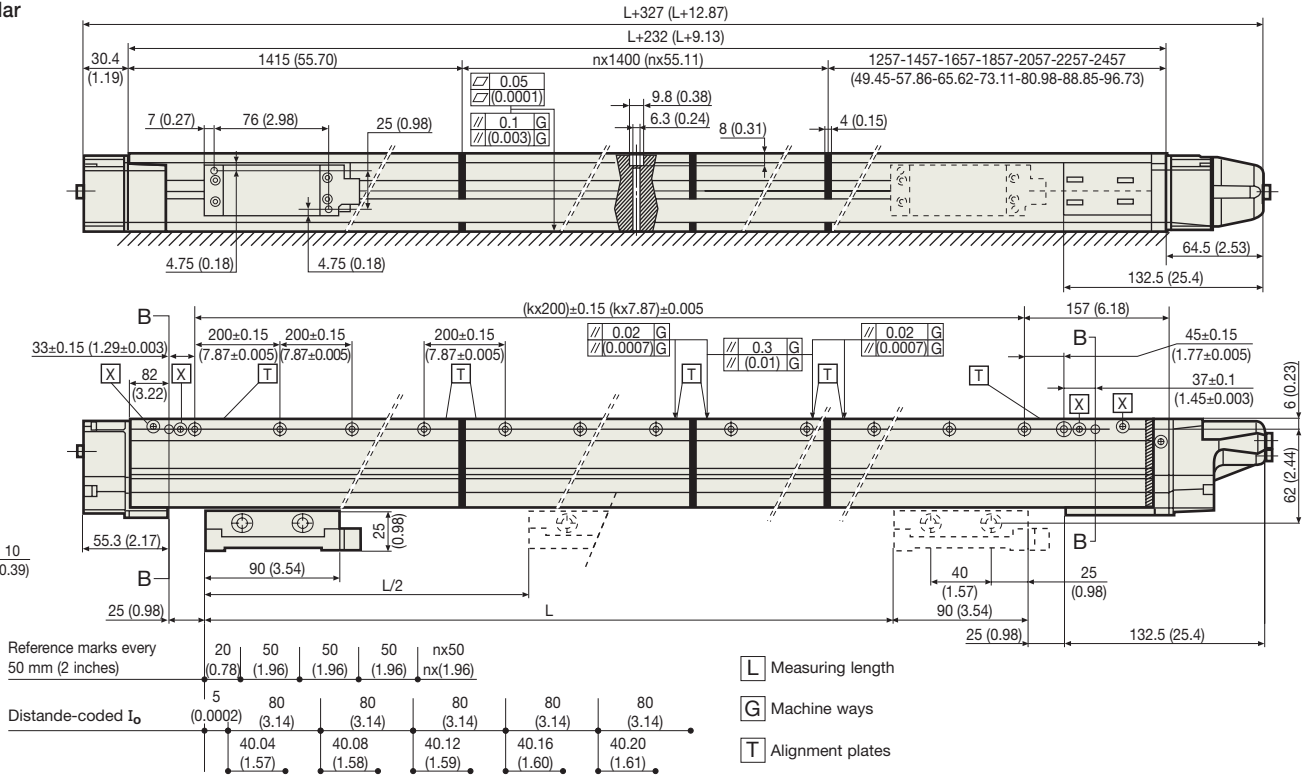 lar
L+327 (L+12.87)
L+232 (L+9.13)
30.4
(1.19)
1415 (55.70)
nx1400 (nx55.11)
1257-1457-1657-1857-2057-2257-2457
(49.45-57.86-65.62-73.11-80.98-88.85-96.73)
0.05
(0.0001)
// 0.1 G
// (0.003) G
9.8 (0.38)
6.3 (0.24)
7 (0.27)
76 (2.98)
25 (0.98)
8 (0.31)
4 (0.15)
4.75 (0.18)
4.75 (0.18)
64.5 (2.53)
132.5 (25.4)
B
(kx200)±0.15 (kx7.87)±0.005
157 (6.18)
33±0.15 (1.29±0.003)
200±0.15
(7.87±0.005)
200±0.15
(7.87±0.005)
200±0.15
(7.87±0.005)
// 0.02 G
// (0.0007) G
// 0.3 G
// (0.01) G
// 0.02 G
// (0.0007) G
B
45±0.15
(1.77±0.005)
X
82
(3.22)
X
T
T
T
T
T
37±0.1
(1.45±0.003)
X
X
6 (0.23)
62 (2.44)
55.3 (2.17)
10
0.39)
B
25
(0.98)
90 (3.54)
L/2
L
25 (0.98)
B
40
(1.57)
25
(0.98)
90 (3.54)
25 (0.98)
132.5 (25.4)
Reference marks every
50 mm (2 inches)
20
(0.78)
50
(1.96)
50
(1.96)
50
(1.96)
nx50
nx(1.96)
Distande-coded Io
5
(0.0002)
80
(3.14)
80
(3.14)
80
(3.14)
80
(3.14)
80
(3.14)
40.04
(1.57)
40.08
(1.58)
40.12
(1.59)
40.16
(1.60)
40.20
(1.61)
L Measuring length
G Machine ways
T Alignment plates